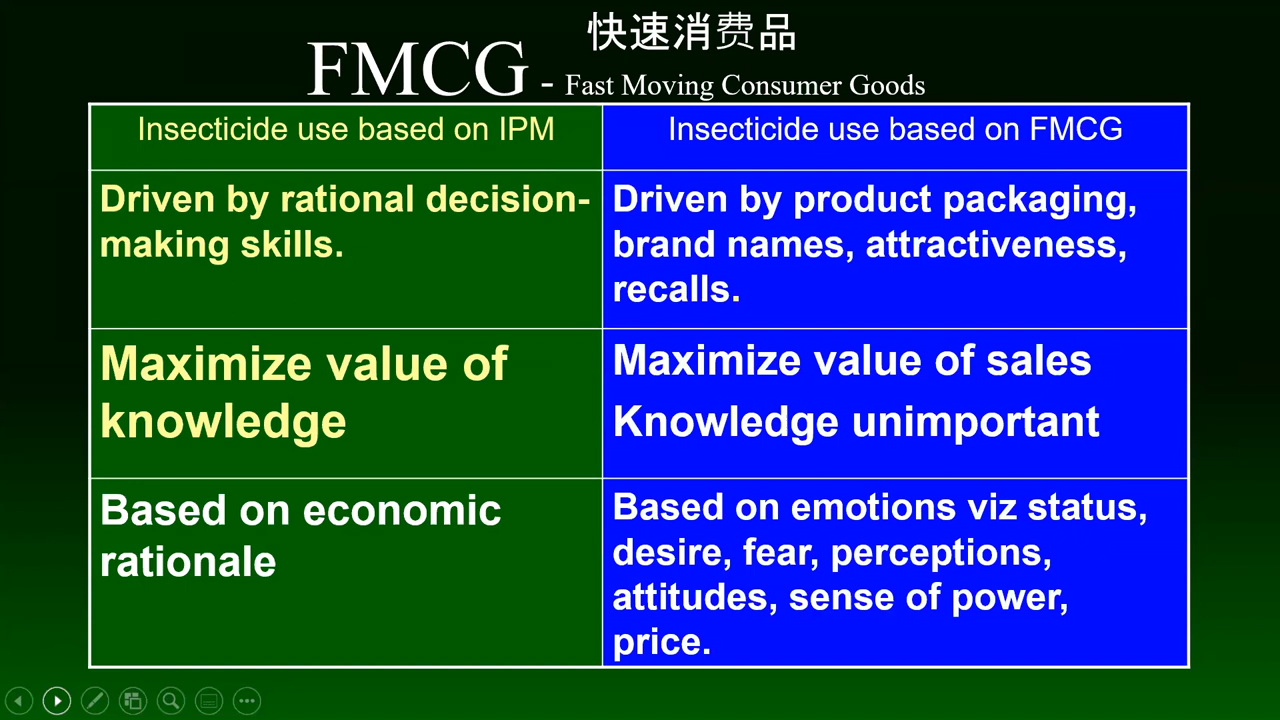 快速消费品
FMCG - Fast Moving Consumer Goods
Insecticide use based on IPM
Insecticide use based on FMCG
Driven by rational decision-
making skills.
Driven by product packaging,
brand names, attractiveness,
recalls.
Maximize value of
knowledge
Maximize value of sales
Knowledge unimportant
Based on economic
rationale
Based on emotions viz status,
desire, fear, perceptions,
attitudes, sense of power,
price.